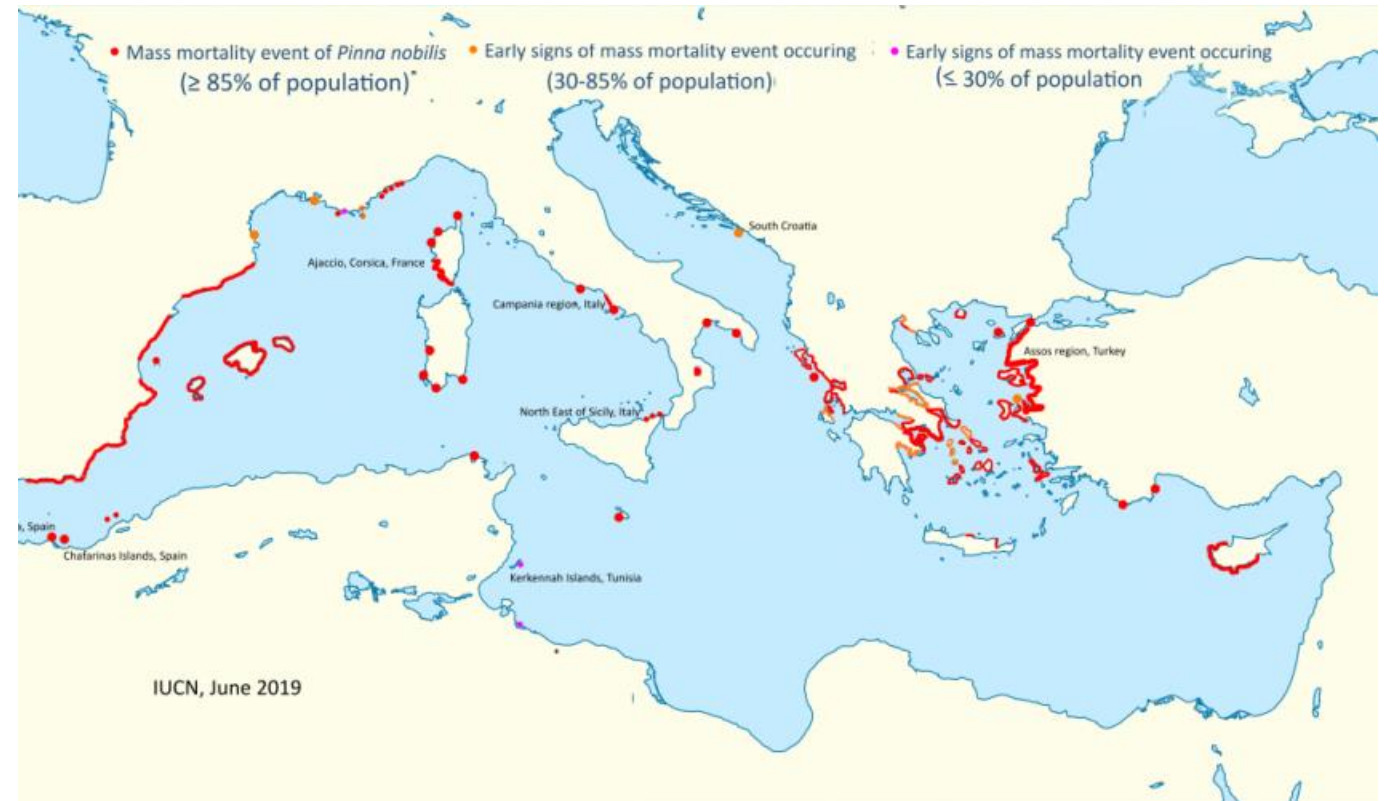 Mass mortality event of Pinna nobilis
(≥ 85% of population)*
Early signs of mass mortality event occuring
(30-85% of population)
Early signs of mass mortality event occuring
(≤ 30% of population
South Croatia
Ajaccio, Corsica, France
Campania region, Italy
Assos region, Turkey
North East of Sicily, Italy
, Spain
Chafarinas Islands, Spain
Kerkennah Islands, Tunisia
*
IUCN, June 2019